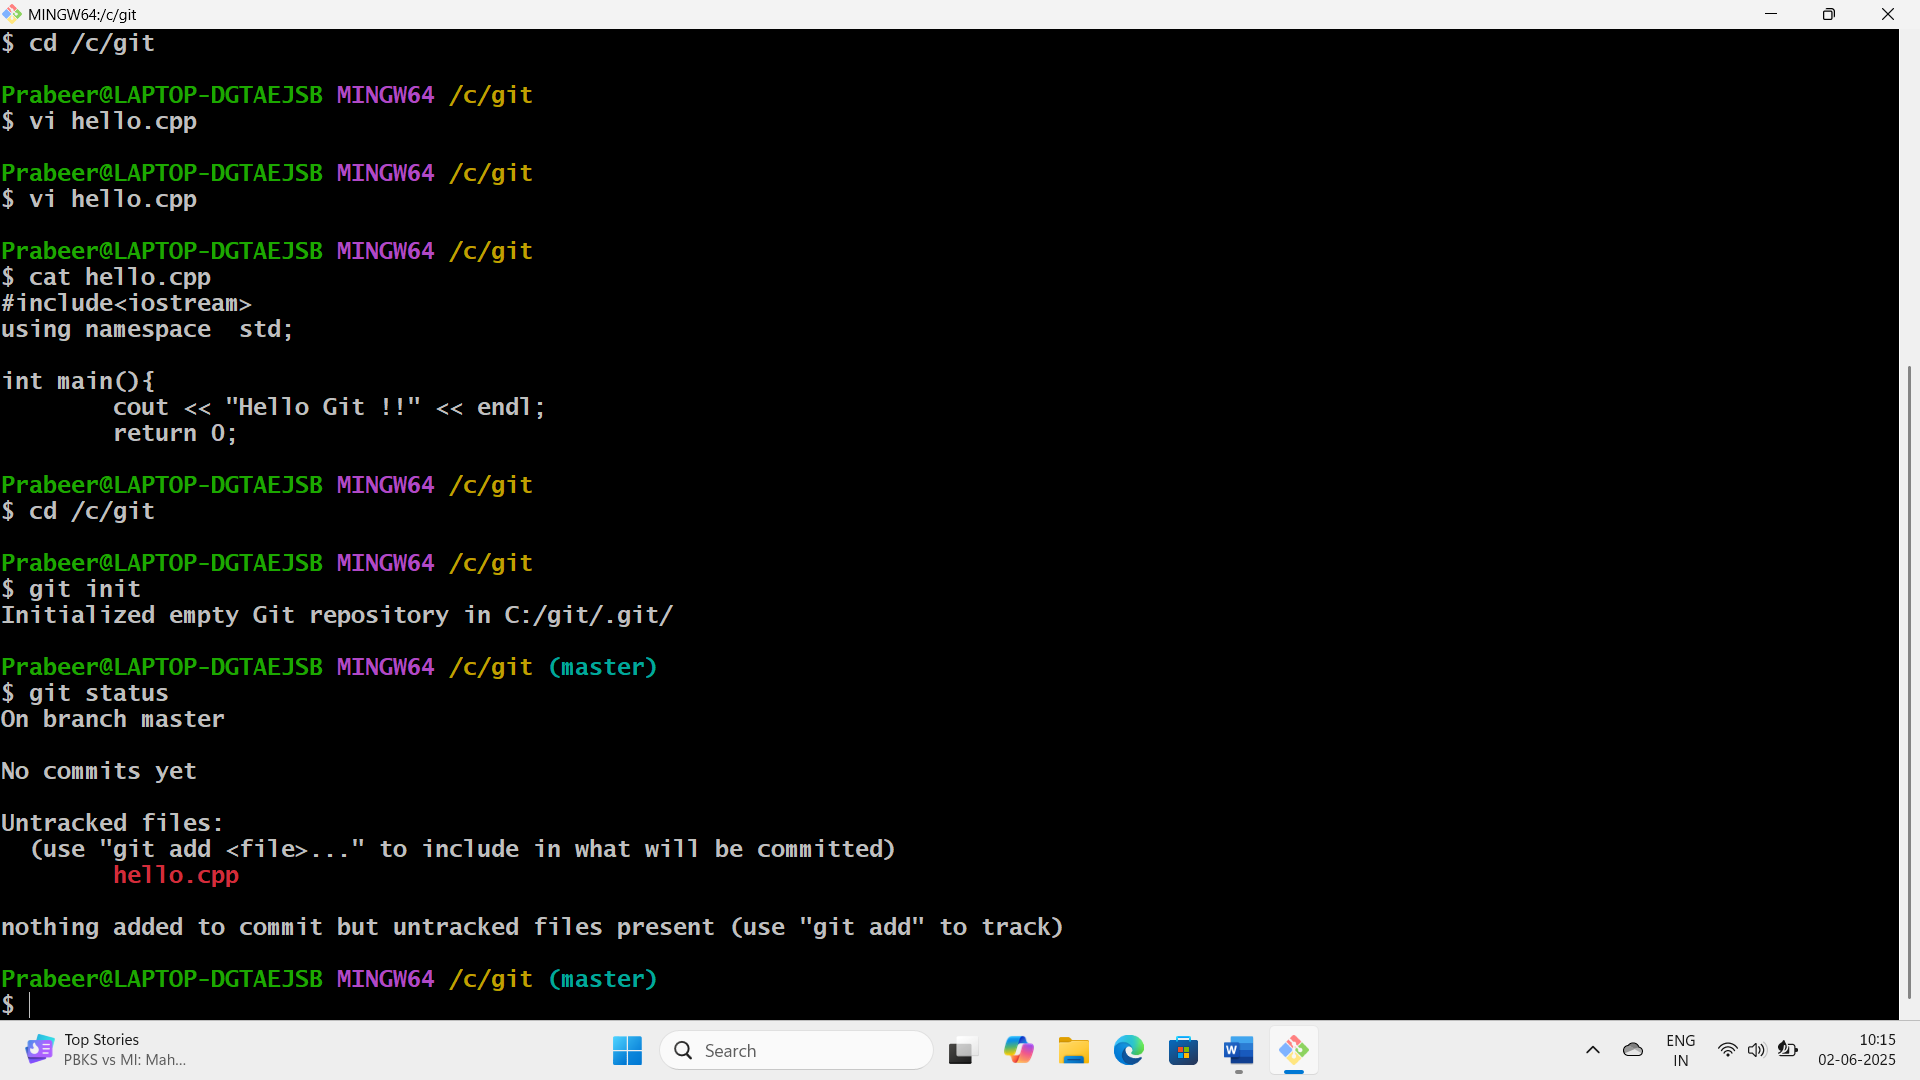 MINGW64:/c/git
$ cd /c/git
Prabeer@LAPTOP-DGTAEJSB MINGW64 /c/git
$ vi hello.cpp
Prabeer@LAPTOP-DGTAEJSB MINGW64 /c/git
$ vi hello.cpp
Prabeer@LAPTOP-DGTAEJSB MINGW64 /c/git
$ cat hello.cpp
#include<iostream>
using namespace  std;
int main(){
        cout << "Hello Git !!" << endl;
        return 0;
Prabeer@LAPTOP-DGTAEJSB MINGW64 /c/git
$ cd /c/git
Prabeer@LAPTOP-DGTAEJSB MINGW64 /c/git
$ git init
Initialized empty Git repository in C:/git/.git/
Prabeer@LAPTOP-DGTAEJSB MINGW64 /c/git (master)
$ git status
On branch master
No commits yet
Untracked files:
  (use "git add <file>..." to include in what will be committed)
        hello.cpp
nothing added to commit but untracked files present (use "git add" to track)
Prabeer@LAPTOP-DGTAEJSB MINGW64 /c/git (master)
$
Top Stories
PBKS vs MI: Mah...
Search
ENG
IN
10:15
02-06-2025